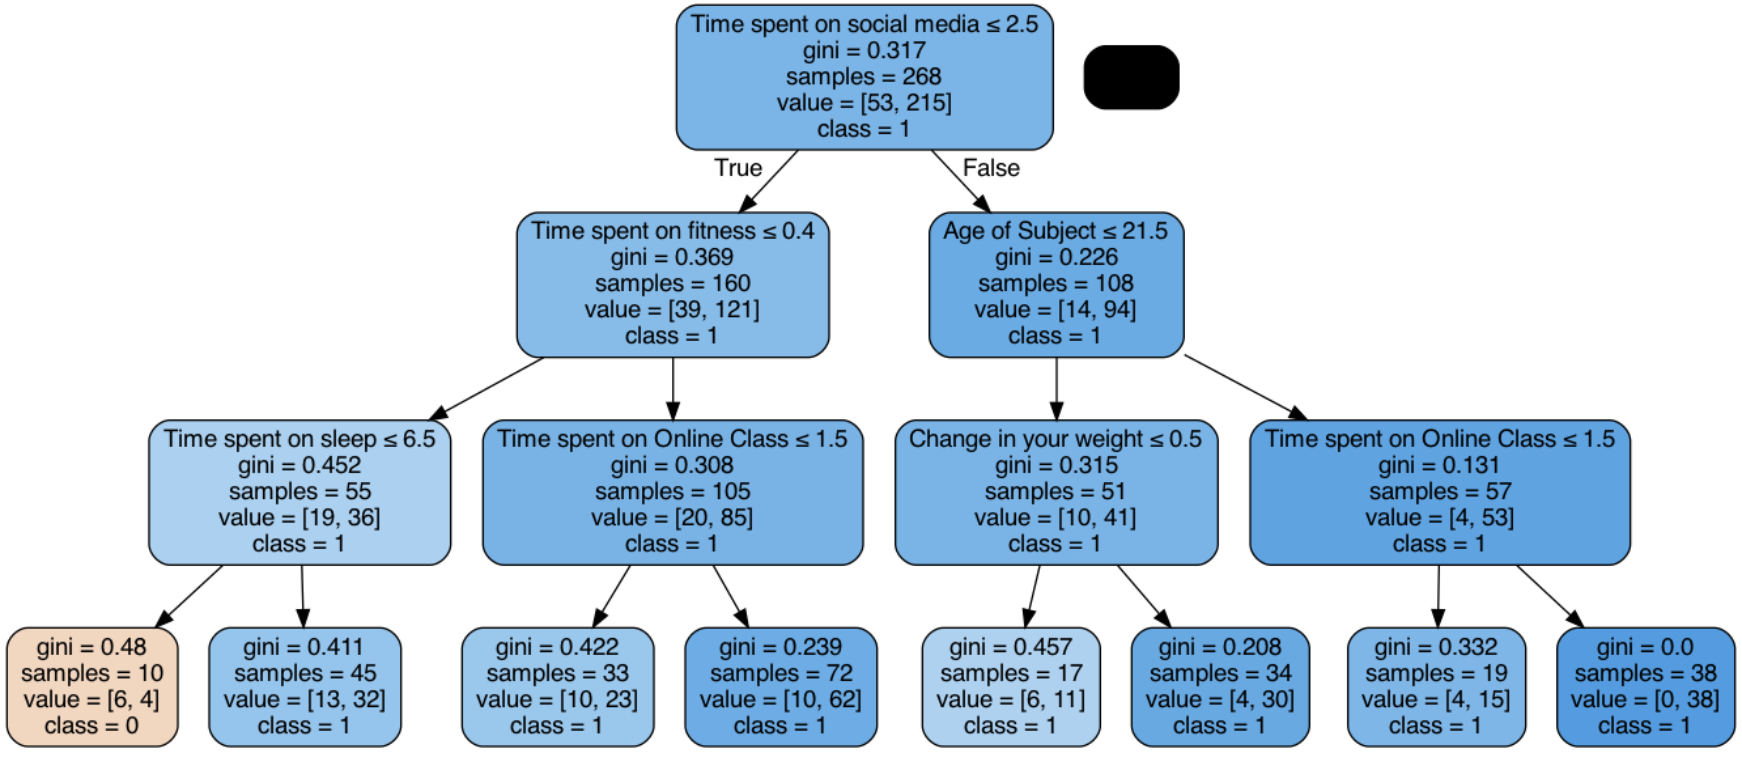 Time spent on social media ≤ 2.5
gini = 0.317
samples = 268
value = [53, 215]
class = 1
True
False
Time spent on fitness ≤ 0.4
gini = 0.369
samples = 160
value = [39, 121]
class = 1
Age of Subject ≤ 21.5
gini = 0.226
samples = 108
value = [14, 94]
class = 1
Time spent on sleep ≤ 6.5
gini = 0.452
samples = 55
value = [19, 36]
class = 1
Time spent on Online Class ≤ 1.5
gini = 0.308
samples = 105
value = [20, 85]
class = 1
Change in your weight ≤ 0.5
gini = 0.315
samples = 51
value = [10, 41]
class = 1
Time spent on Online Class ≤ 1.5
gini = 0.131
samples = 57
value = [4, 53]
class = 1
gini = 0.48
samples = 10
value = [6, 4]
class = 0
gini = 0.411
samples = 45
value = [13, 32]
class = 1
gini = 0.422
samples = 33
value = [10, 23]
class = 1
gini = 0.239
samples = 72
value = [10, 62]
class = 1
gini = 0.457
samples = 17
value = [6, 11]
class = 1
gini = 0.208
samples = 34
value = [4, 30]
class = 1
gini = 0.332
samples = 19
value = [4, 15]
class = 1
gini = 0.0
samples = 38
value = [0, 38]
class = 1